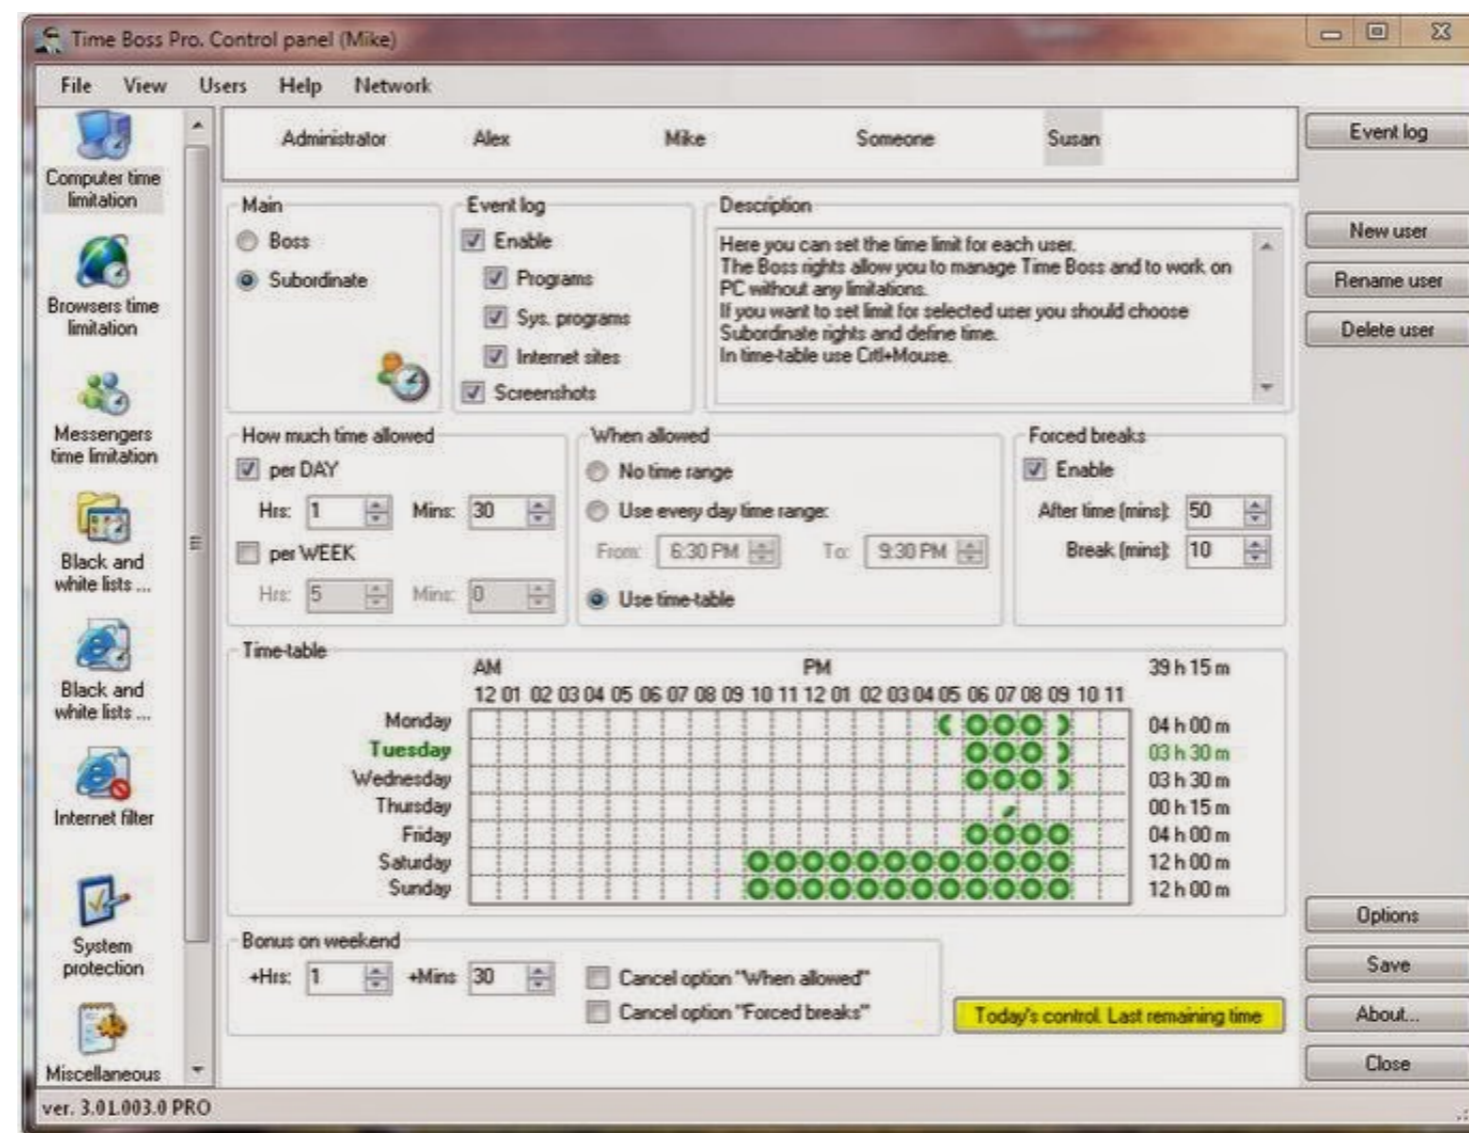 Time Boss Pro. Control panel (Mike)
File View Users Help Network
Computer time
limitation
Browsers time
limitation
Messengers
time limitation
Black and
white lists ...
Black and
white lists ...
Internet filter
System
protection
Miscellaneous
Administrator Alex Mike Someone Susan
Main
Boss
Subordinate
Event log
Enable
Programs
Sys. programs
Internet sites
Screenshots
Description
Here you can set the time limit for each user.
The Boss rights allow you to manage Time Boss and to work on
PC without any limitations.
If you want to set limit for selected user you should choose
Subordinate rights and define time.
In time-table use Crtl+Mouse.
How much time allowed
per DAY
Hrs: 1 Mins: 30
per WEEK
Hrs: 5 Mins: 0
When allowed
No time range
Use every day time range:
From: 6:30 PM To: 9:30 PM
Use time-table
Forced breaks
Enable
After time (mins): 50
Break (mins): 10
Time-table
AM PM 39 h 15 m
12 01 02 03 04 05 06 07 08 09 10 11 12 01 02 03 04 05 06 07 08 09 10 11
Monday 04 h 00 m
Tuesday 03 h 30 m
Wednesday 03 h 30 m
Thursday 00 h 15 m
Friday 04 h 00 m
Saturday 12 h 00 m
Sunday 12 h 00 m
Bonus on weekend
+Hrs: 1 +Mins 30
Cancel option "When allowed"
Cancel option "Forced breaks"
Today's control. Last remaining time
Event log
New user
Rename user
Delete user
Options
Save
About...
Close
ver. 3.01.003.0 PRO